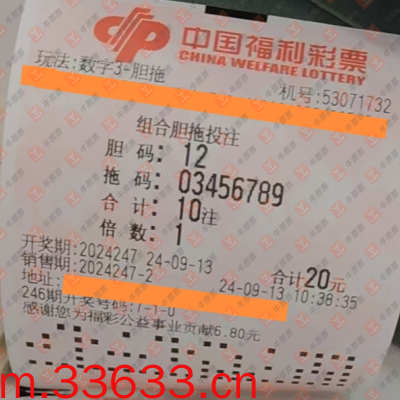 中国福利彩票
CHINA WELFARE LOTTERY
玩法:数字3-胆拖
机号:53071732
组合胆拖投注
胆 码: 12
拖 码: 03456789
合 计: 10注
倍 数: 1
开奖期:2024247 24-09-13
合计20元
销售期:2024247-2
24-09-13 10:38:35
地址:
246期开奖号码:7-1-0
感谢您为福彩公益事业贡献6.80元
m.33633.cn